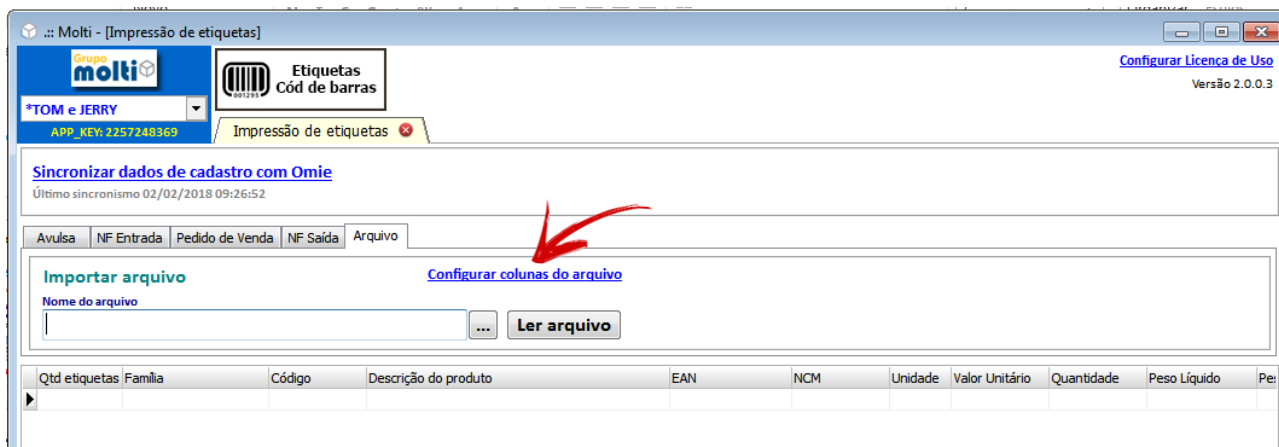 .:: Molti - [Impressão de etiquetas]
Grupo
molti
Etiquetas
Cód de barras
001295
Configurar Licença de Uso
Versão 2.0.0.3
*TOM e JERRY
APP_KEY: 2257248369
Impressão de etiquetas
Sincronizar dados de cadastro com Omie
Último sincronismo 02/02/2018 09:26:52
Avulsa NF Entrada Pedido de Venda NF Saída Arquivo
Importar arquivo
Configurar colunas do arquivo
Nome do arquivo
... Ler arquivo
Qtd etiquetas Família Código Descrição do produto EAN NCM Unidade Valor Unitário Quantidade Peso Líquido